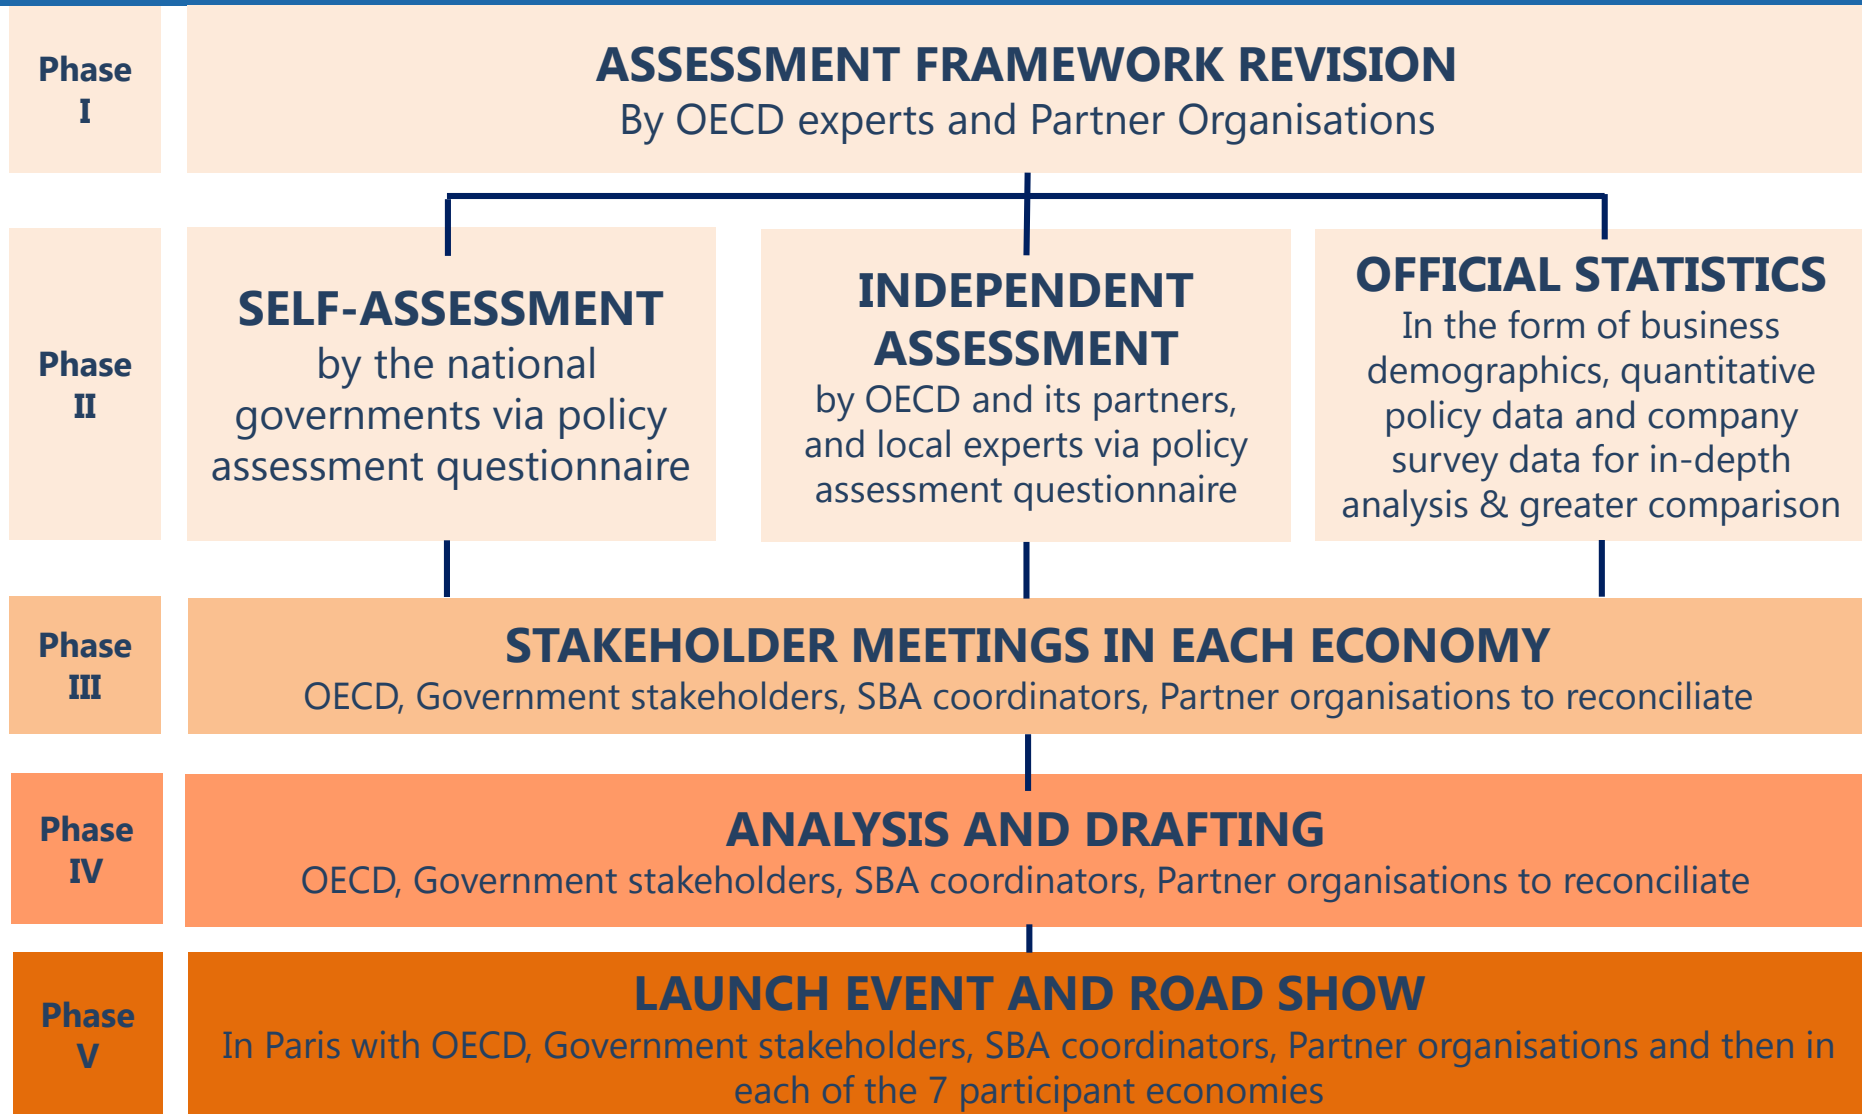 Phase
I
ASSESSMENT FRAMEWORK REVISION
By OECD experts and Partner Organisations
Phase
II
SELF-ASSESSMENT
by the national
governments via policy
assessment questionnaire
INDEPENDENT
ASSESSMENT
by OECD and its partners,
and local experts via policy
assessment questionnaire
OFFICIAL STATISTICS
In the form of business
demographics, quantitative
policy data and company
survey data for in-depth
analysis & greater comparison
Phase
III
STAKEHOLDER MEETINGS IN EACH ECONOMY
OECD, Government stakeholders, SBA coordinators, Partner organisations to reconciliate
Phase
IV
ANALYSIS AND DRAFTING
OECD, Government stakeholders, SBA coordinators, Partner organisations to reconciliate
Phase
V
LAUNCH EVENT AND ROAD SHOW
In Paris with OECD, Government stakeholders, SBA coordinators, Partner organisations and then in
each of the 7 participant economies